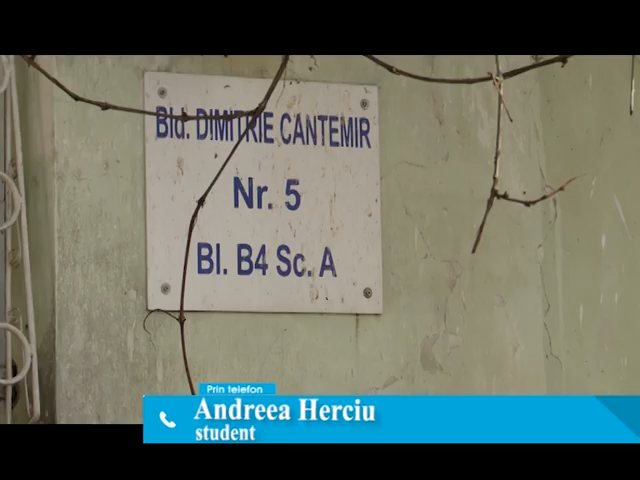 Bld. DIMITRIE CANTEMIR
Nr. 5
Bl. B4 Sc. A
Prin telefon
Andreea Herciu
student